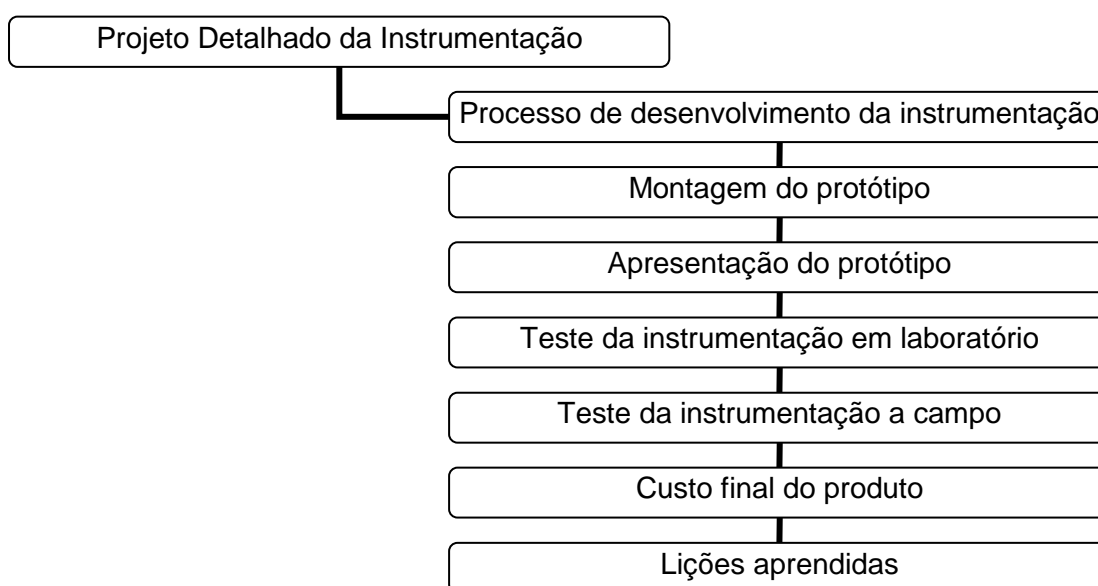 Projeto Detalhado da Instrumentação
Processo de desenvolvimento da instrumentação
Montagem do protótipo
Apresentação do protótipo
Teste da instrumentação em laboratório
Teste da instrumentação a campo
Custo final do produto
Lições aprendidas